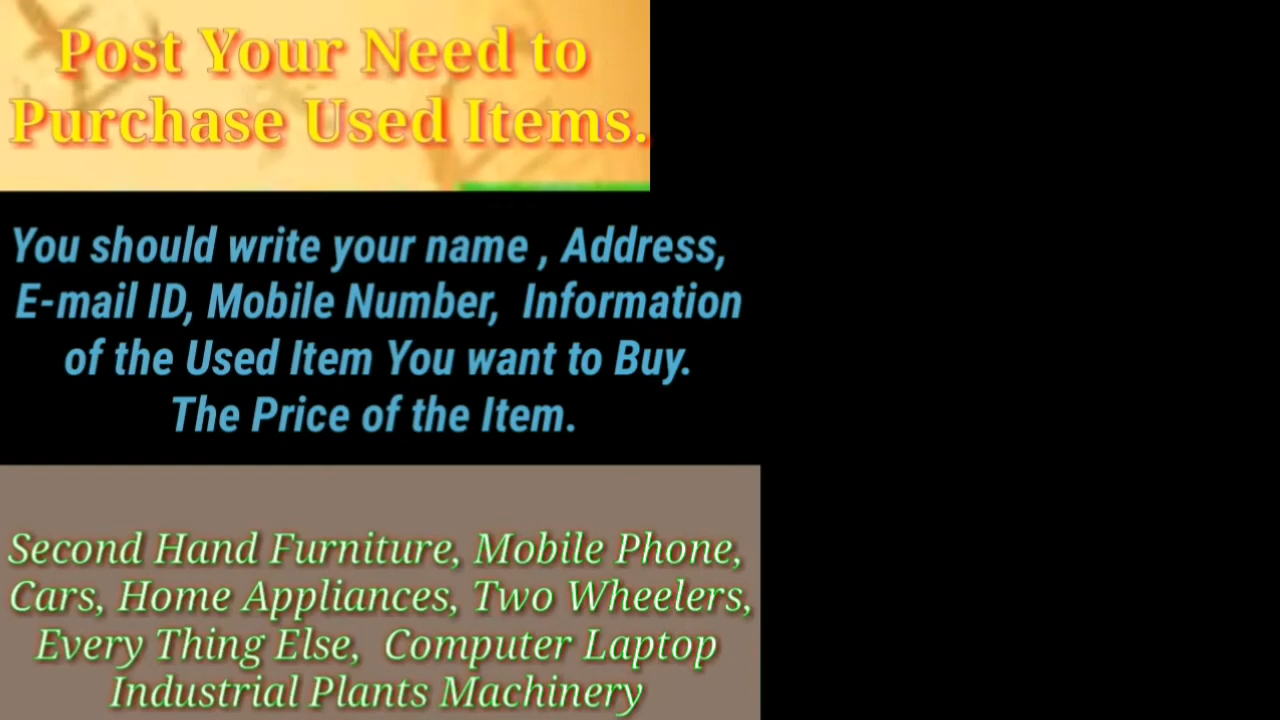 Post Your Need to
Purchase Used Items.
You should write your name , Address,
E-mail ID, Mobile Number, Information
of the Used Item You want to Buy.
The Price of the Item.
Second Hand Furniture, Mobile Phone,
Cars, Home Appliances, Two Wheelers,
Every Thing Else, Computer Laptop
Industrial Plants Machinery